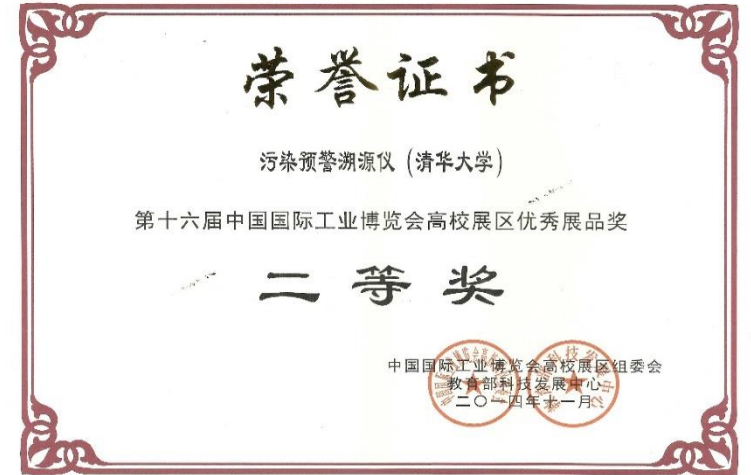 荣誉证书
污染预警溯源仪（清华大学）
第十六届中国国际工业博览会高校展区优秀展品奖
二等奖
中国国际工业博览会高校展区组委会
教育部科技发展中心
二〇一四年十一月